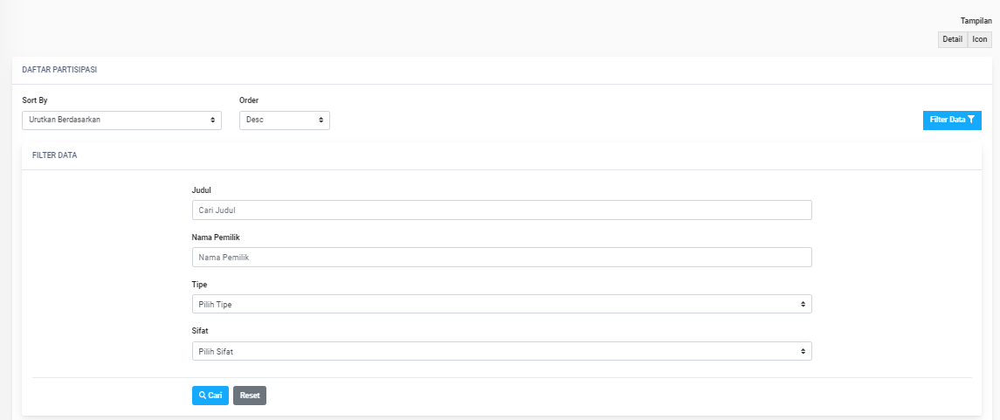 Tampilan
Detail Icon
DAFTAR PARTISIPASI
Sort By Order
Urutkan Berdasarkan Desc Filter Data
FILTER DATA
Judul
Cari Judul
Nama Pemilik
Nama Pemilik
Tipe
Pilih Tipe
Sifat
Pilih Sifat
Cari Reset